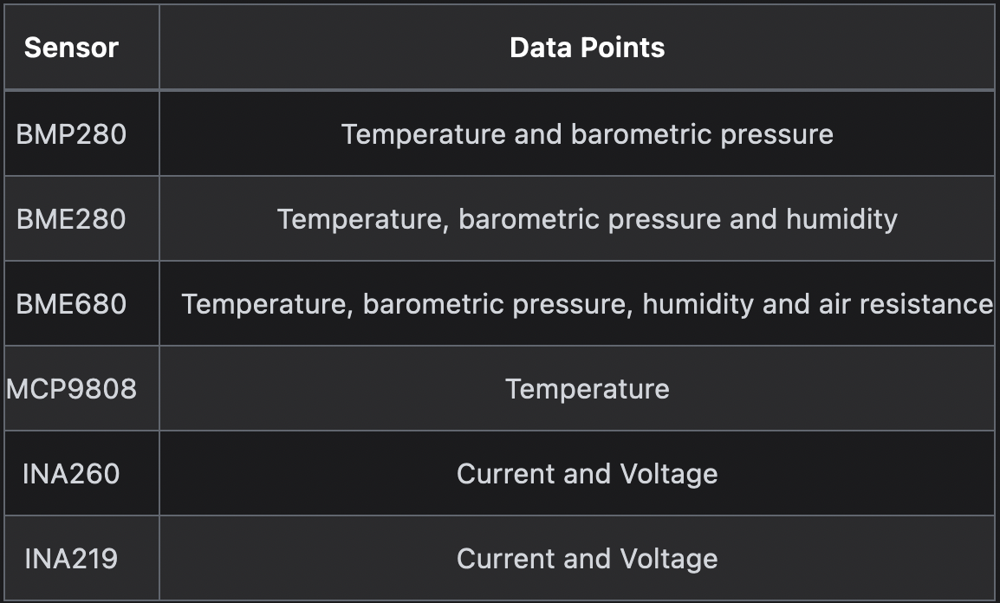 Sensor Data Points
BMP280 Temperature and barometric pressure
BME280 Temperature, barometric pressure and humidity
BME680 Temperature, barometric pressure, humidity and air resistance
MCP9808 Temperature
INA260 Current and Voltage
INA219 Current and Voltage